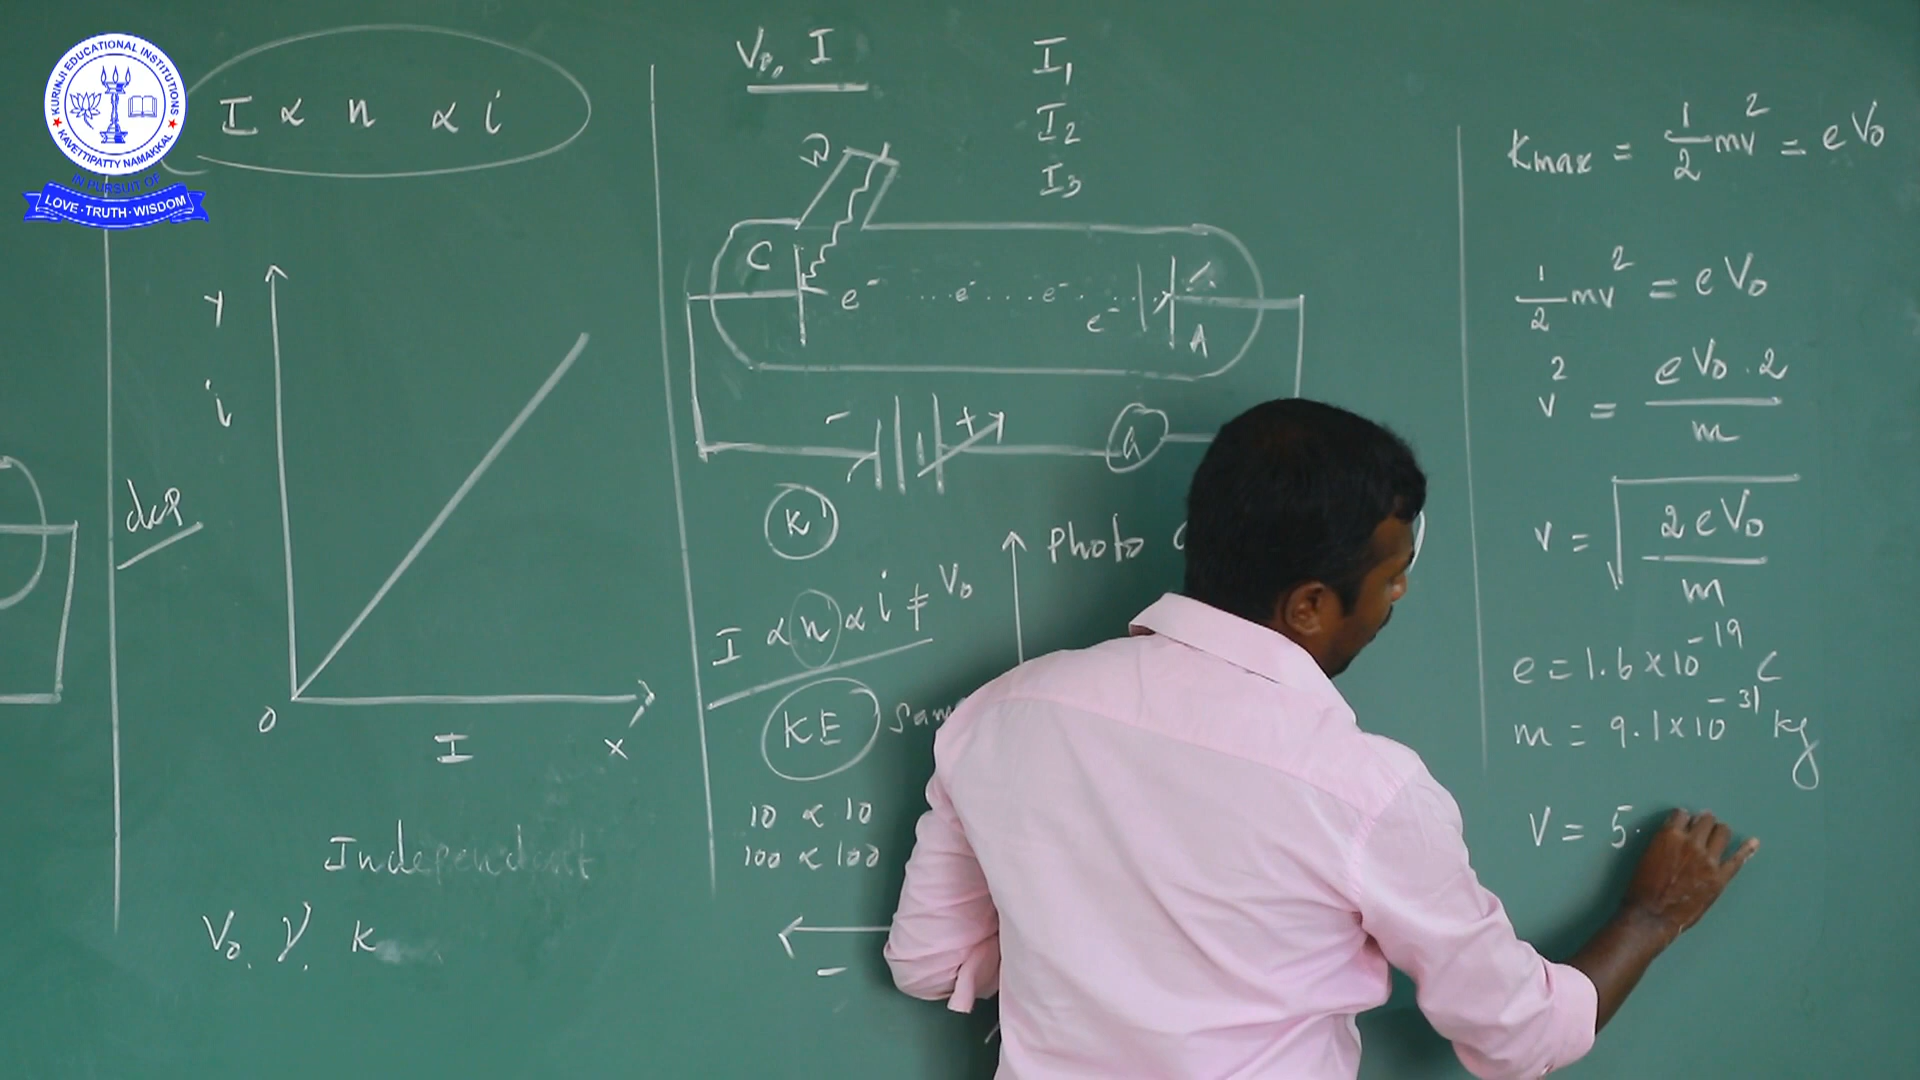 KURINJI EDUCATIONAL INSTITUTIONS
KAVETTIPATTY NAMAKKAL
IN PURSUIT OF
LOVE · TRUTH · WISDOM
I ∝ n ∝ i
Y
i
0
I
x
dep
Independent
V₀, ν, K
V₀, I
I₁
I₂
I₃
C
e⁻ .... e⁻ .... e⁻
e⁻
A
- +
K
I ∝ n ∝ i ≠ V₀
Photo
KE
10 ∝ 10
100 ∝ 100
-
Kmax = 1/2 mv² = eV₀
1/2 mv² = eV₀
v² = eV₀ . 2 / m
v = √(2eV₀ / m)
e = 1.6 x 10⁻¹⁹ C
m = 9.1 x 10⁻³¹ kg
V = 5.